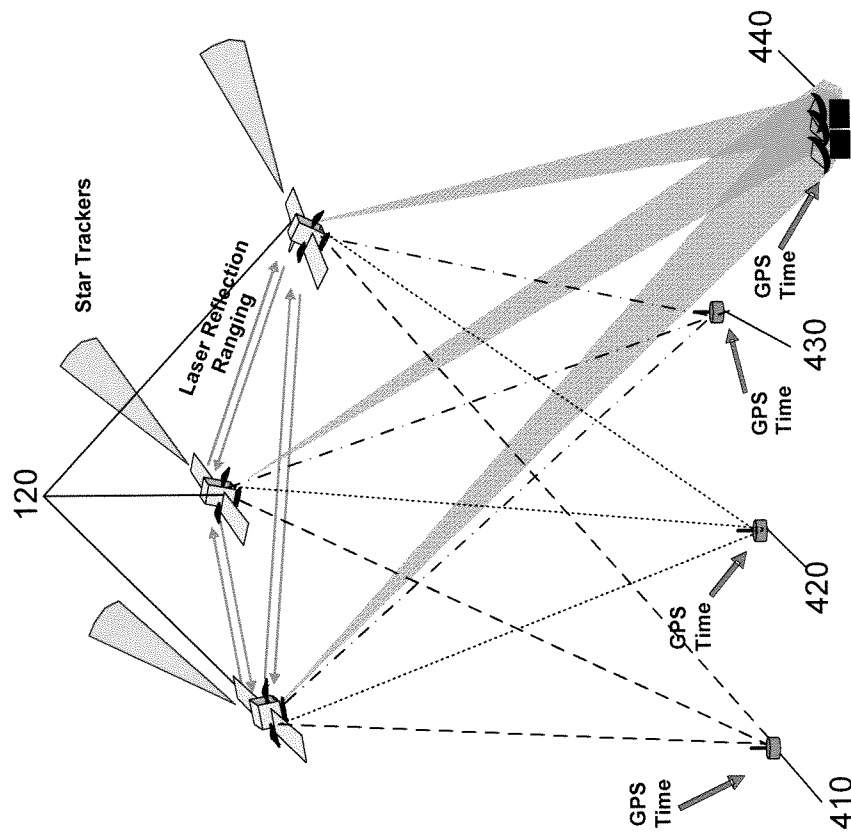 120
Star Trackers
Laser Reflection
Ranging
440
GPS
Time
430
GPS
Time
420
GPS
Time
410
GPS
Time